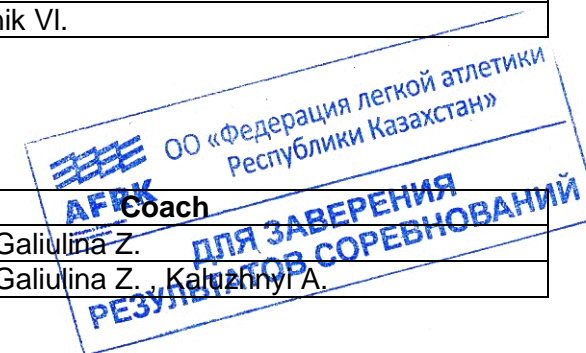 nik Vl.
ОО «Федерация легкой атлетики
Республики Казахстан»
AFRK
ДЛЯ ЗАВЕРЕНИЯ
РЕЗУЛЬТАТОВ СОРЕВНОВАНИЙ
Coach
Galiulina Z.
Galiulina Z. , Kaluzhnyi A.